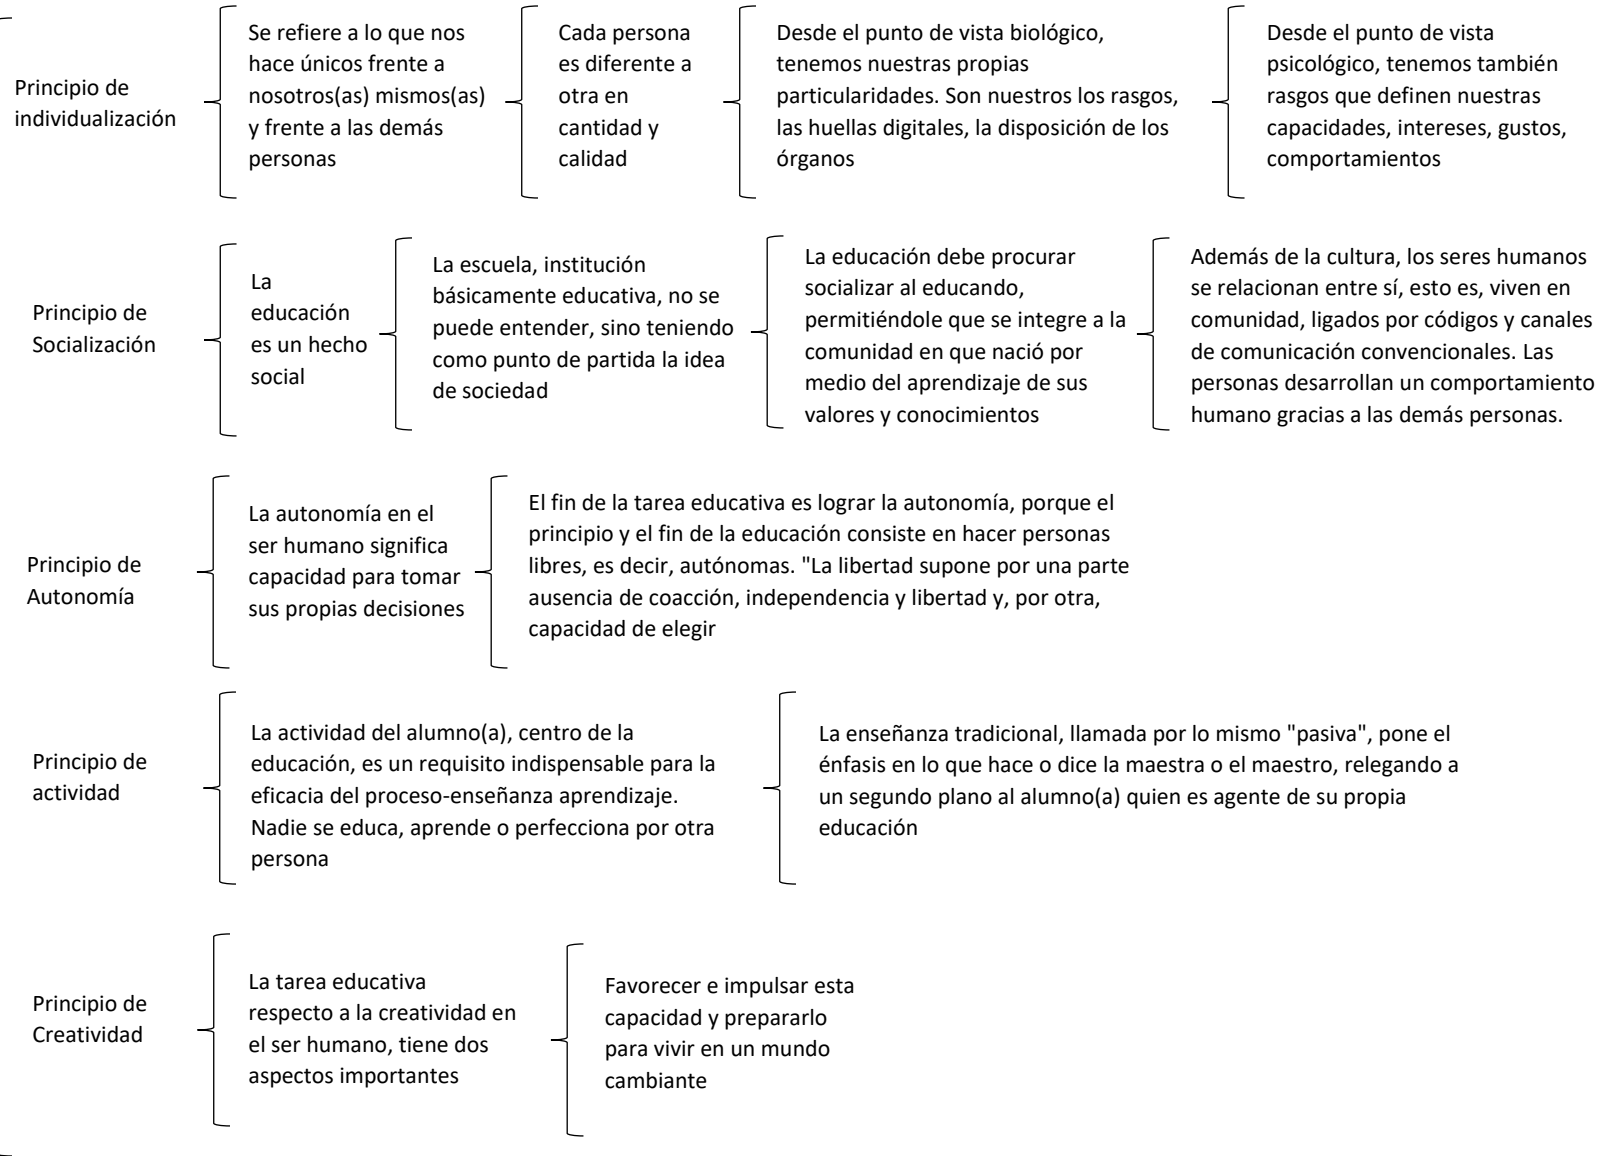 Principio de
individualización
Se refiere a lo que nos
hace únicos frente a
nosotros(as) mismos(as)
y frente a las demás
personas
Cada persona
es diferente a
otra en
cantidad y
calidad
Desde el punto de vista biológico,
tenemos nuestras propias
particularidades. Son nuestros los rasgos,
las huellas digitales, la disposición de los
órganos
Desde el punto de vista
psicológico, tenemos también
rasgos que definen nuestras
capacidades, intereses, gustos,
comportamientos
Principio de
Socialización
La
educación
es un hecho
social
La escuela, institución
básicamente educativa, no se
puede entender, sino teniendo
como punto de partida la idea
de sociedad
La educación debe procurar
socializar al educando,
permitiéndole que se integre a la
comunidad en que nació por
medio del aprendizaje de sus
valores y conocimientos
Además de la cultura, los seres humanos
se relacionan entre sí, esto es, viven en
comunidad, ligados por códigos y canales
de comunicación convencionales. Las
personas desarrollan un comportamiento
humano gracias a las demás personas.
Principio de
Autonomía
La autonomía en el
ser humano significa
capacidad para tomar
sus propias decisiones
El fin de la tarea educativa es lograr la autonomía, porque el
principio y el fin de la educación consiste en hacer personas
libres, es decir, autónomas. "La libertad supone por una parte
ausencia de coacción, independencia y libertad y, por otra,
capacidad de elegir
Principio de
actividad
La actividad del alumno(a), centro de la
educación, es un requisito indispensable para la
eficacia del proceso-enseñanza aprendizaje.
Nadie se educa, aprende o perfecciona por otra
persona
La enseñanza tradicional, llamada por lo mismo "pasiva", pone el
énfasis en lo que hace o dice la maestra o el maestro, relegando a
un segundo plano al alumno(a) quien es agente de su propia
educación
Principio de
Creatividad
La tarea educativa
respecto a la creatividad en
el ser humano, tiene dos
aspectos importantes
Favorecer e impulsar esta
capacidad y prepararlo
para vivir en un mundo
cambiante